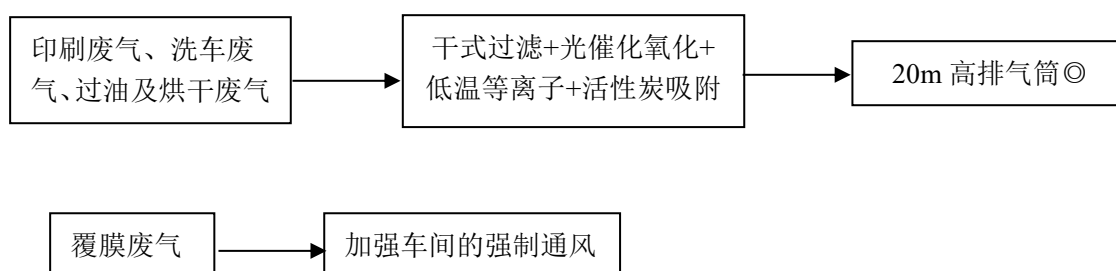 印刷废气、洗车废
气、过油及烘干废气
干式过滤+光催化氧化+
低温等离子+活性炭吸附
20m 高排气筒◎
覆膜废气
加强车间的强制通风